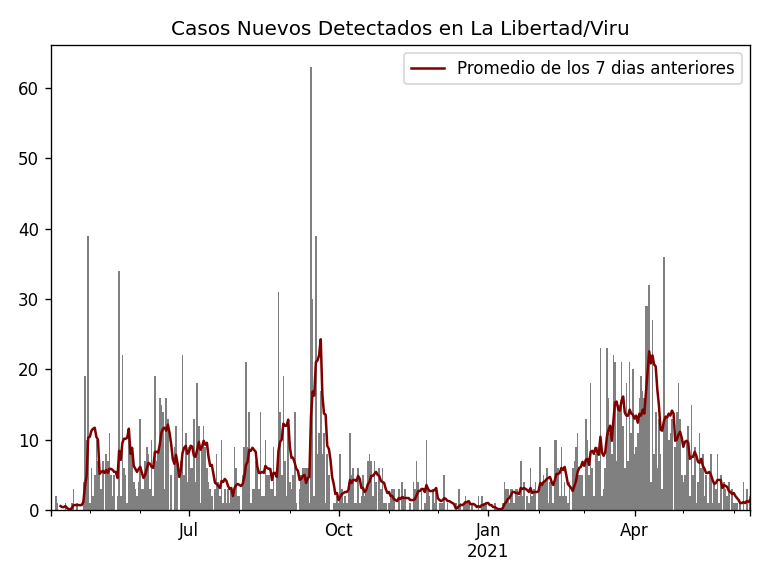 Casos Nuevos Detectados en La Libertad/Viru
Promedio de los 7 dias anteriores
60
50
40
30
20
10
0
Jul
Oct
Jan
Apr
2021